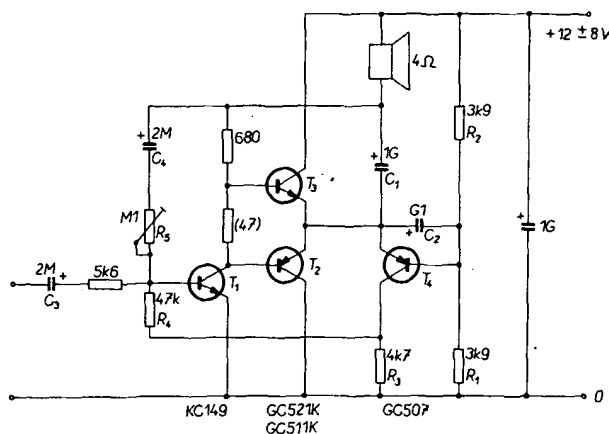 +12 ± 8V
4Ω
3k9
R2
2M
+
C4
680
+ 1G
C1
T3
M1
R5
(47)
G1
+ C2
+ 1G
2M
+
C3
5k6
T1
T2
T4
47k
R4
4k7
R3
3k9
R1
0
KC149
GC521K
GC507
GC511K